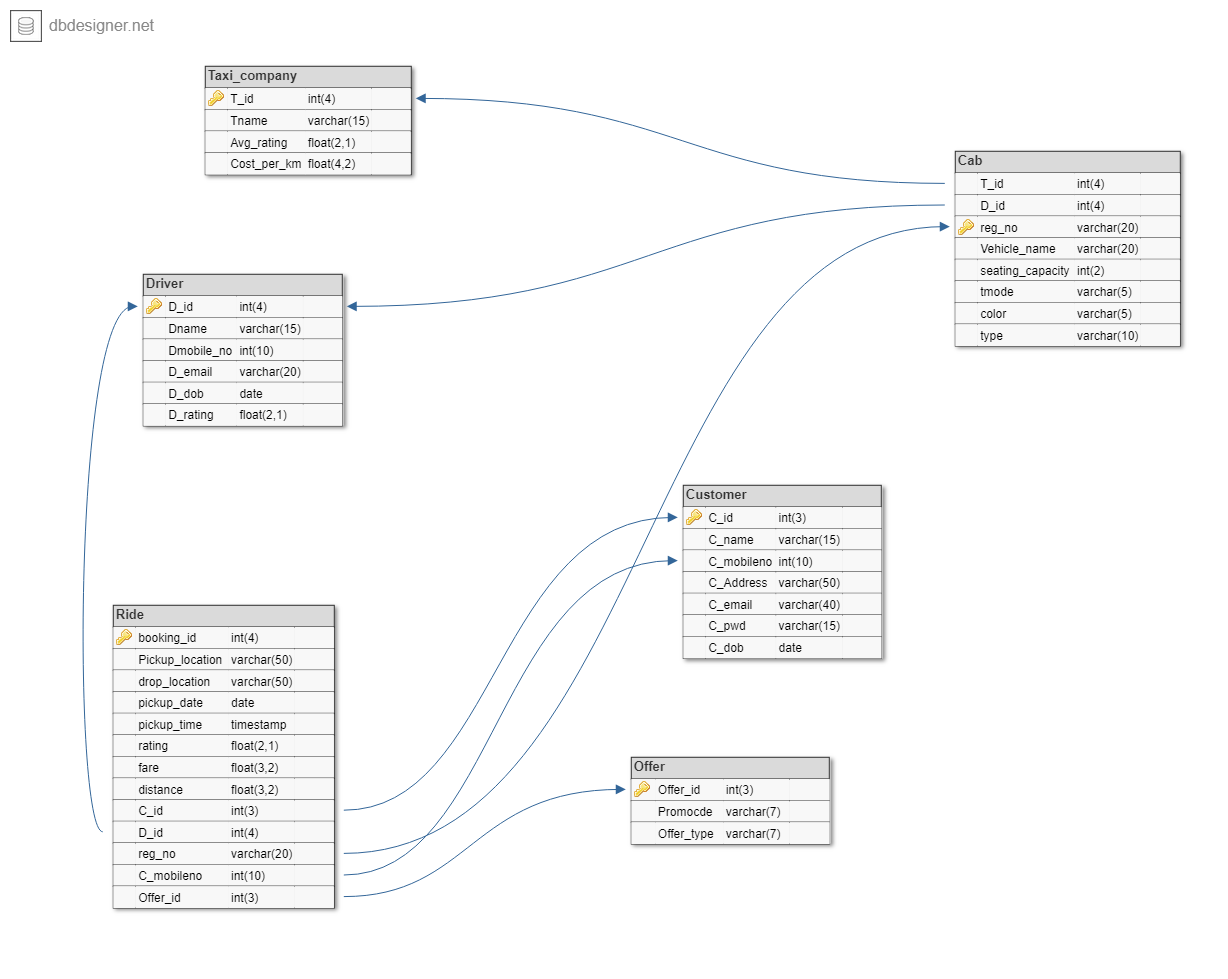 dbdesigner.net
Taxi_company
T_id int(4)
Tname varchar(15)
Avg_rating float(2,1)
Cost_per_km float(4,2)
Cab
T_id int(4)
D_id int(4)
reg_no varchar(20)
Vehicle_name varchar(20)
seating_capacity int(2)
tmode varchar(5)
color varchar(5)
type varchar(10)
Driver
D_id int(4)
Dname varchar(15)
Dmobile_no int(10)
D_email varchar(20)
D_dob date
D_rating float(2,1)
Customer
C_id int(3)
C_name varchar(15)
C_mobileno int(10)
C_Address varchar(50)
C_email varchar(40)
C_pwd varchar(15)
C_dob date
Ride
booking_id int(4)
Pickup_location varchar(50)
drop_location varchar(50)
pickup_date date
pickup_time timestamp
rating float(2,1)
fare float(3,2)
distance float(3,2)
C_id int(3)
D_id int(4)
reg_no varchar(20)
C_mobileno int(10)
Offer_id int(3)
Offer
Offer_id int(3)
Promocde varchar(7)
Offer_type varchar(7)